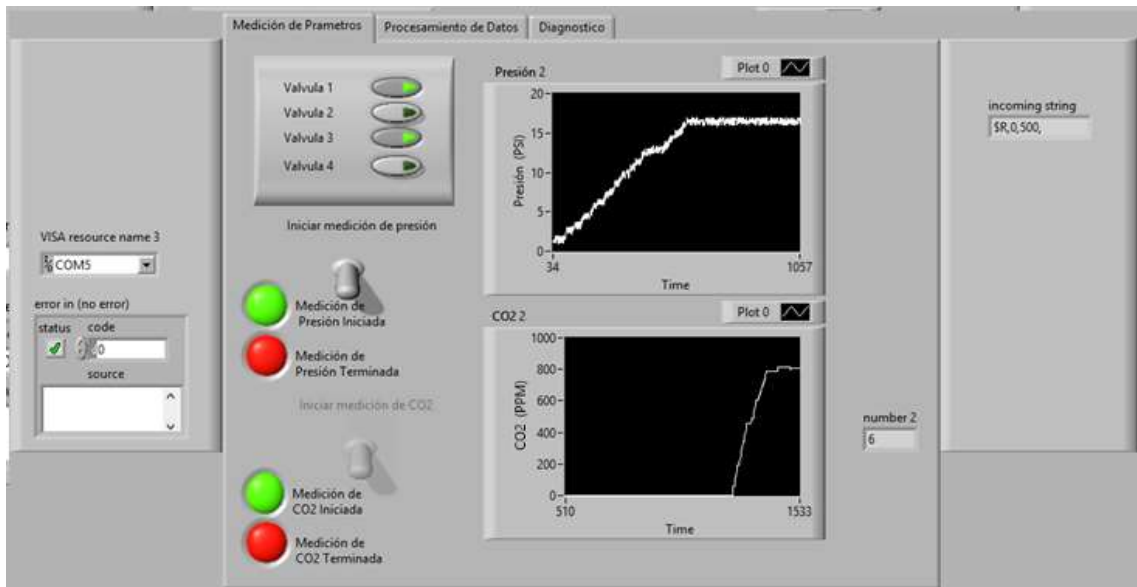 Medición de Prametros
Procesamiento de Datos
Diagnostico
Valvula 1
Valvula 2
Valvula 3
Valvula 4
Iniciar medición de presión
Medición de
Presión Iniciada
Medición de
Presión Terminada
Iniciar medición de CO2
Medición de
CO2 Iniciada
Medición de
CO2 Terminada
VISA resource name 3
COM5
error in (no error)
status code
0
source
Presión 2
Plot 0
Presión (PSI)
20
15
10
5
0
34
1057
Time
CO2 2
Plot 0
CO2 (PPM)
1000
800
600
400
200
0
510
1533
Time
number 2
6
incoming string
$R,0,500,